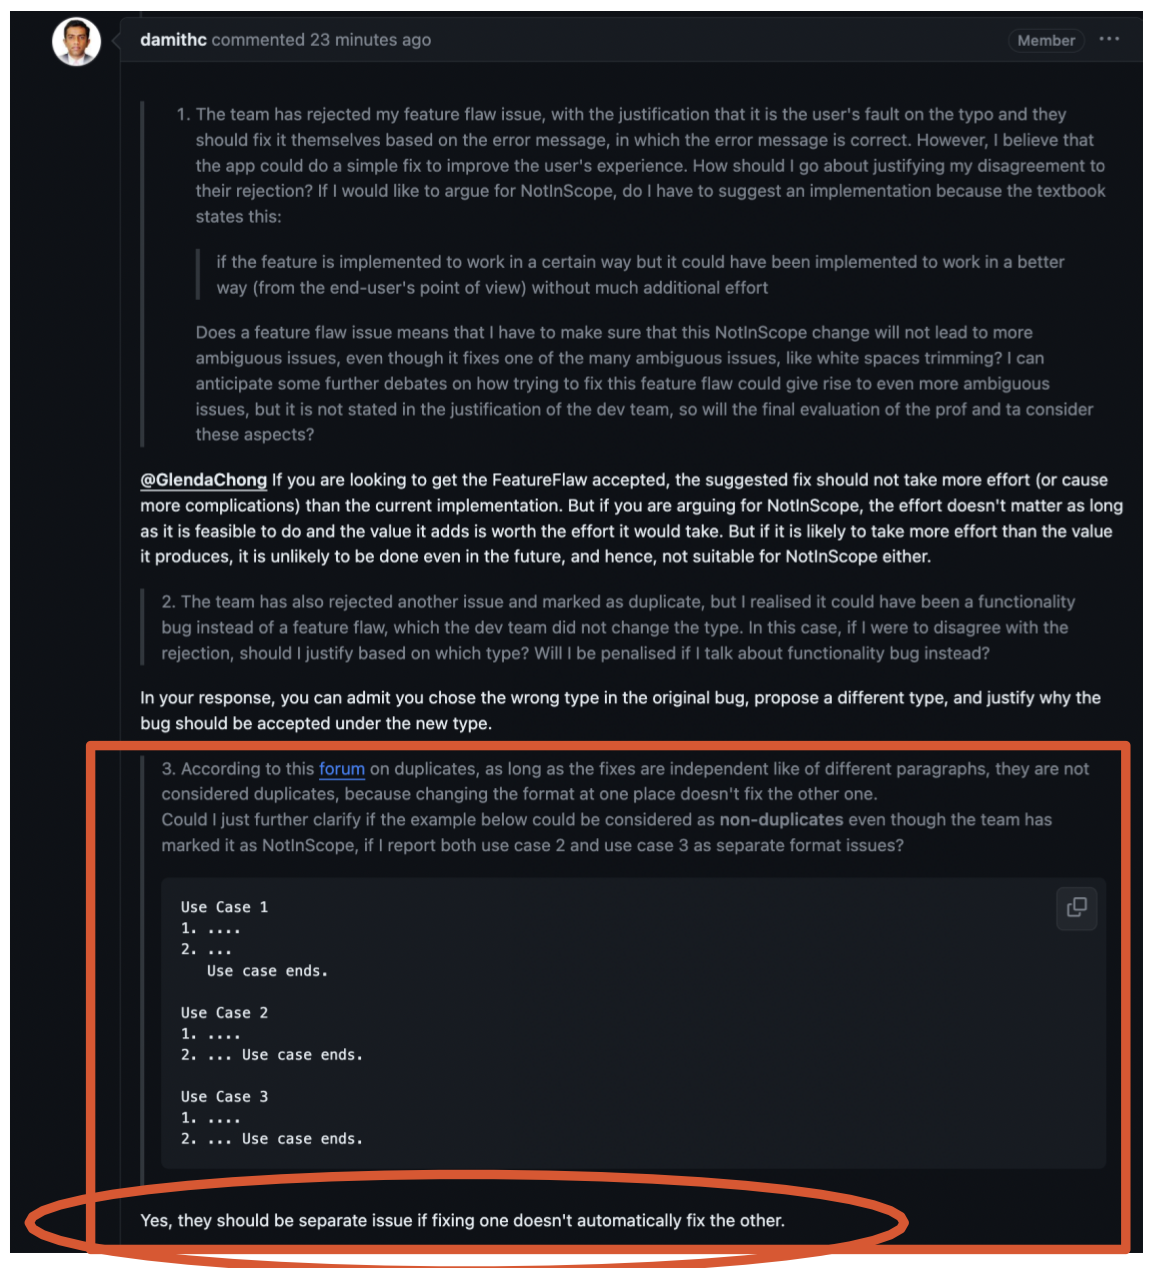 damithc commented 23 minutes ago
Member ...
1. The team has rejected my feature flaw issue, with the justification that it is the user's fault on the typo and they
should fix it themselves based on the error message, in which the error message is correct. However, I believe that
the app could do a simple fix to improve the user's experience. How should I go about justifying my disagreement to
their rejection? If I would like to argue for NotInScope, do I have to suggest an implementation because the textbook
states this:
if the feature is implemented to work in a certain way but it could have been implemented to work in a better
way (from the end-user's point of view) without much additional effort
Does a feature flaw issue means that I have to make sure that this NotInScope change will not lead to more
ambiguous issues, even though it fixes one of the many ambiguous issues, like white spaces trimming? I can
anticipate some further debates on how trying to fix this feature flaw could give rise to even more ambiguous
issues, but it is not stated in the justification of the dev team, so will the final evaluation of the prof and ta consider
these aspects?
@GlendaChong If you are looking to get the FeatureFlaw accepted, the suggested fix should not take more effort (or cause
more complications) than the current implementation. But if you are arguing for NotInScope, the effort doesn't matter as long
as it is feasible to do and the value it adds is worth the effort it would take. But if it is likely to take more effort than the value
it produces, it is unlikely to be done even in the future, and hence, not suitable for NotInScope either.
2. The team has also rejected another issue and marked as duplicate, but I realised it could have been a functionality
bug instead of a feature flaw, which the dev team did not change the type. In this case, if I were to disagree with the
rejection, should I justify based on which type? Will I be penalised if I talk about functionality bug instead?
In your response, you can admit you chose the wrong type in the original bug, propose a different type, and justify why the
bug should be accepted under the new type.
3. According to this forum on duplicates, as long as the fixes are independent like of different paragraphs, they are not
considered duplicates, because changing the format at one place doesn't fix the other one.
Could I just further clarify if the example below could be considered as non-duplicates even though the team has
marked it as NotInScope, if I report both use case 2 and use case 3 as separate format issues?
Use Case 1
1. ....
2. ...
Use case ends.
Use Case 2
1. ....
2. ... Use case ends.
Use Case 3
1. ....
2. ... Use case ends.
Yes, they should be separate issue if fixing one doesn't automatically fix the other.